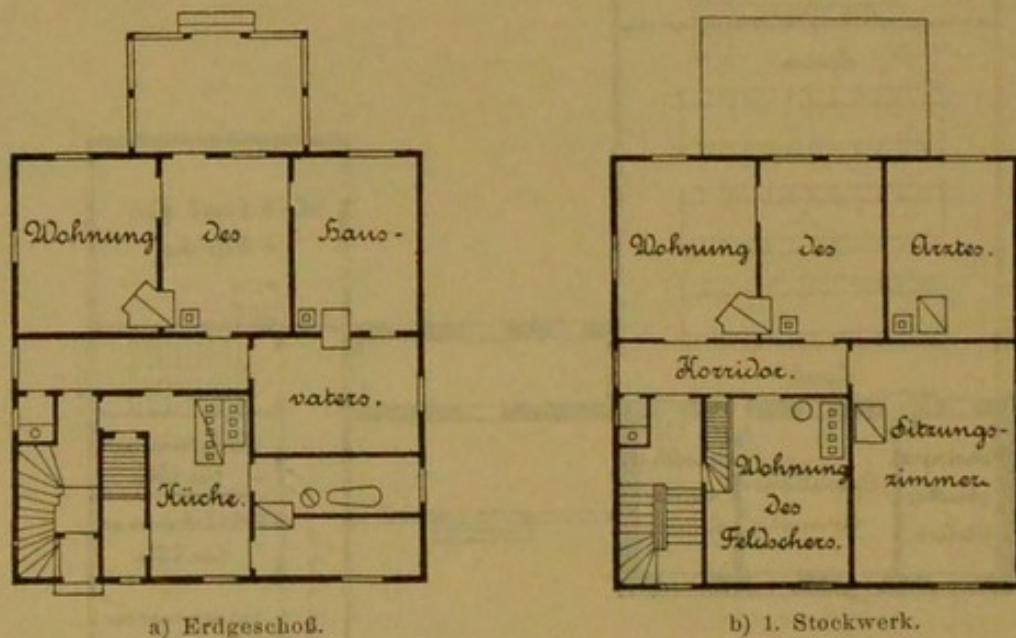 Wohnung des Haus-
vaters.
Küche.
a) Erdgeschoß.
Wohnung des Arztes.
Korridor.
Sitzungs-
zimmer.
Wohnung
des
Feldschers.
b) 1. Stockwerk.